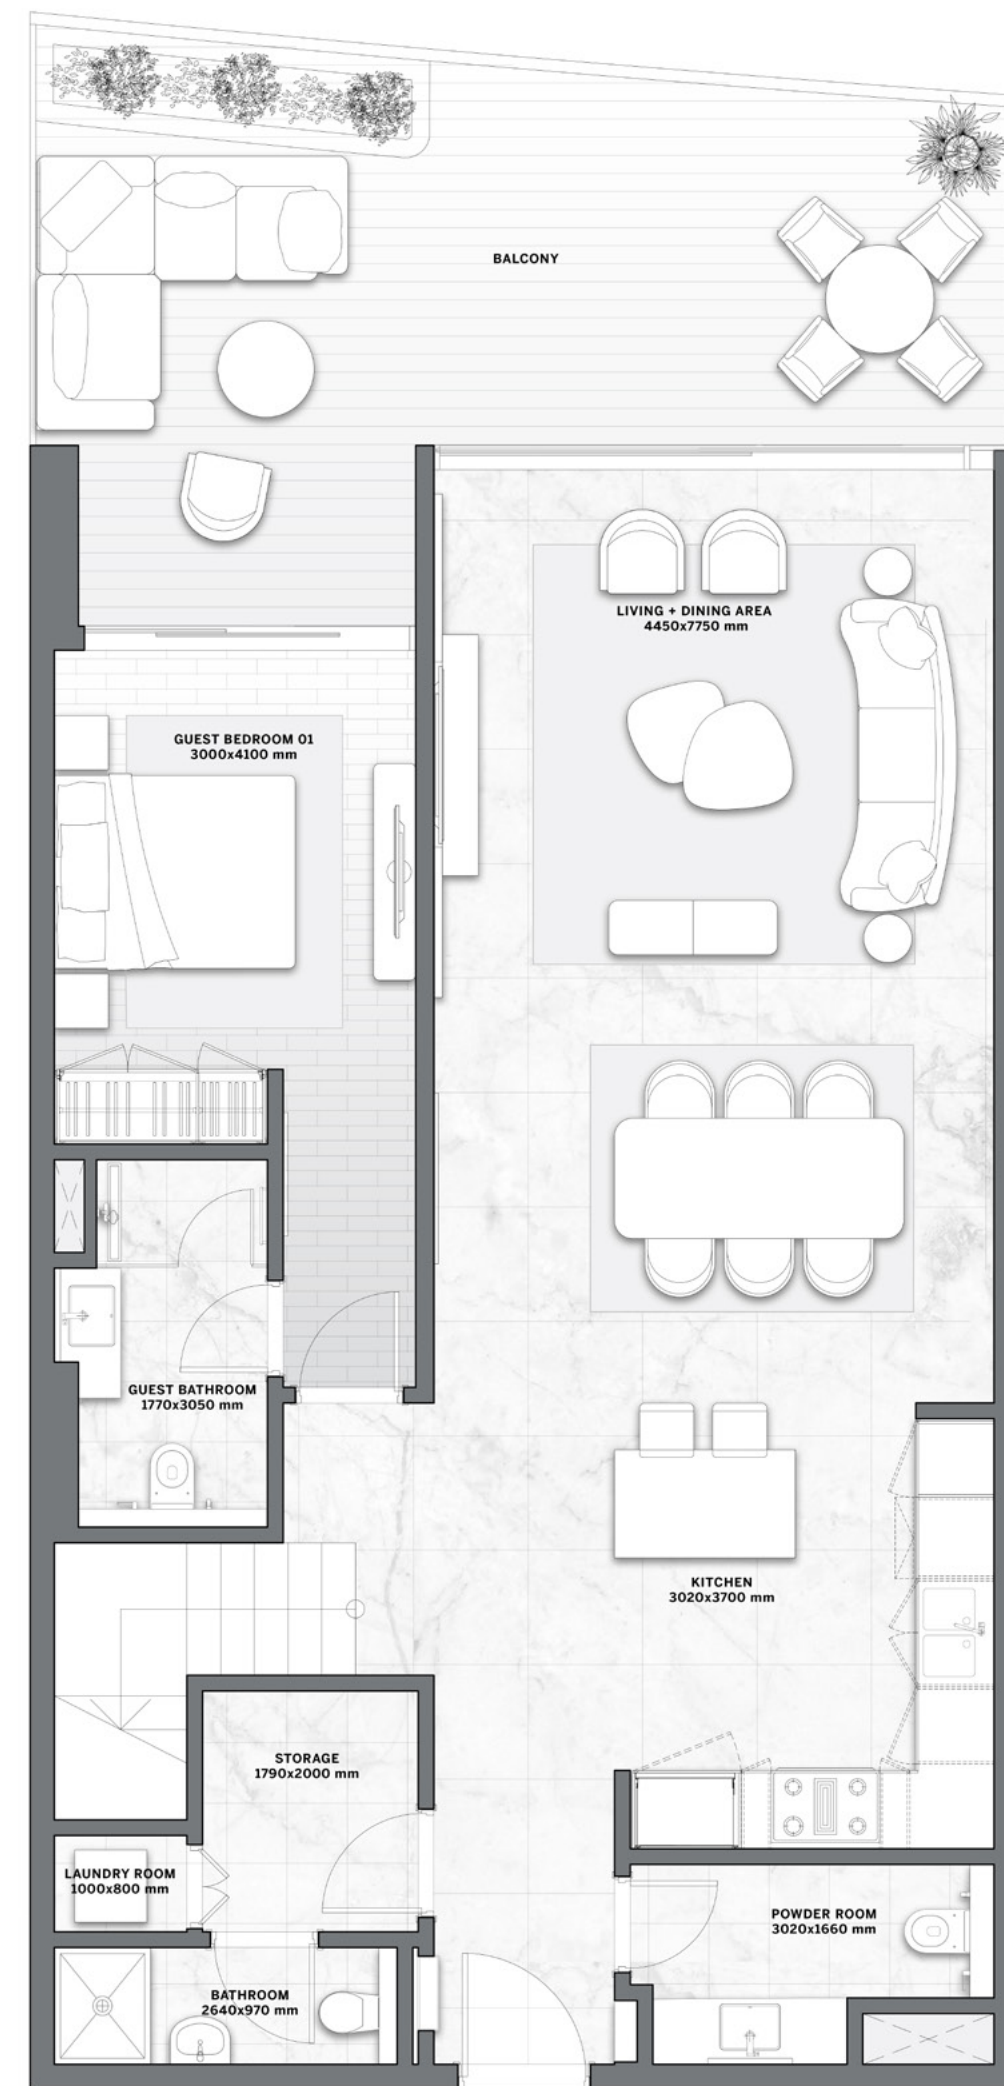 BALCONY
LIVING + DINING AREA
4450x7750 mm
GUEST BEDROOM 01
3000x4100 mm
GUEST BATHROOM
1770x3050 mm
KITCHEN
3020x3700 mm
STORAGE
1790x2000 mm
LAUNDRY ROOM
1000x800 mm
POWDER ROOM
3020x1660 mm
BATHROOM
2640x970 mm